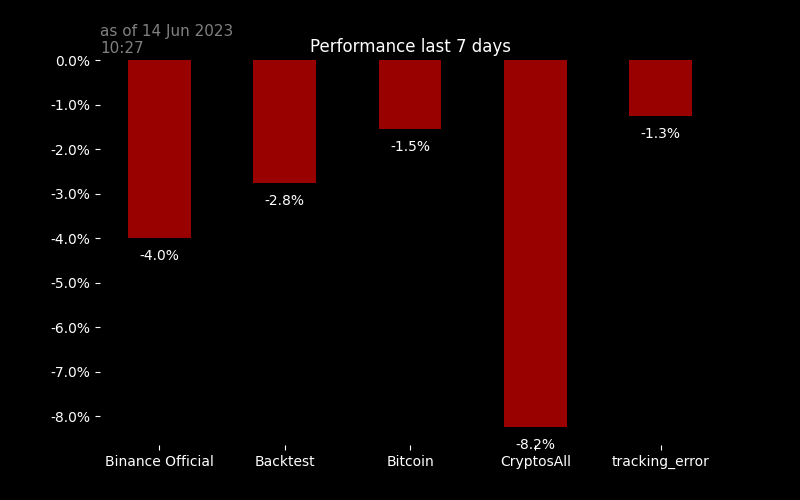 as of 14 Jun 2023
10:27
Performance last 7 days
0.0%
-1.0%
-2.0%
-3.0%
-4.0%
-5.0%
-6.0%
-7.0%
-8.0%
-4.0%
-2.8%
-1.5%
-8.2%
-1.3%
Binance Official
Backtest
Bitcoin
CryptosAll
tracking_error